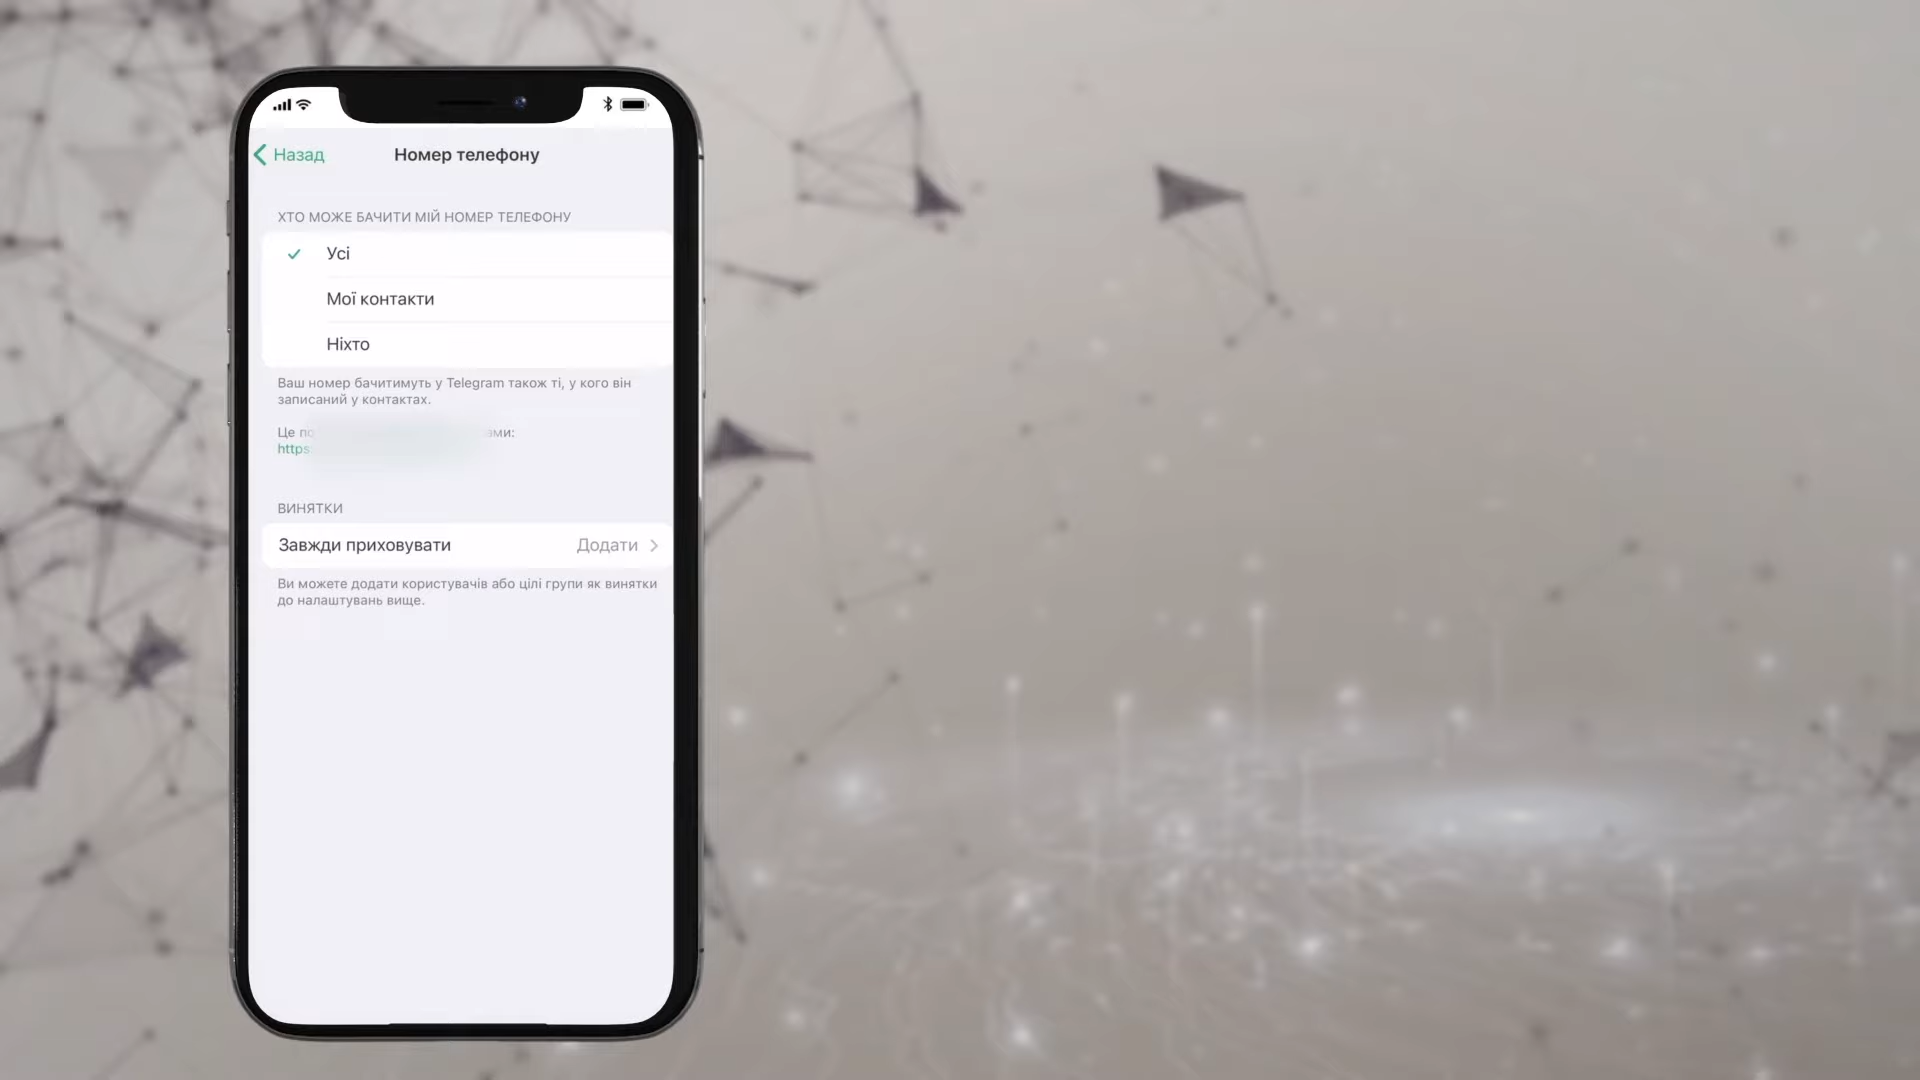 Назад
Номер телефону
ХТО МОЖЕ БАЧИТИ МІЙ НОМЕР ТЕЛЕФОНУ
Усі
Мої контакти
Ніхто
Ваш номер бачитимуть у Telegram також ті, у кого він
записаний у контактах.
Це
https:
ВИНЯТКИ
Завжди приховувати Додати
Ви можете додати користувачів або цілі групи як винятки
до налаштувань вище.